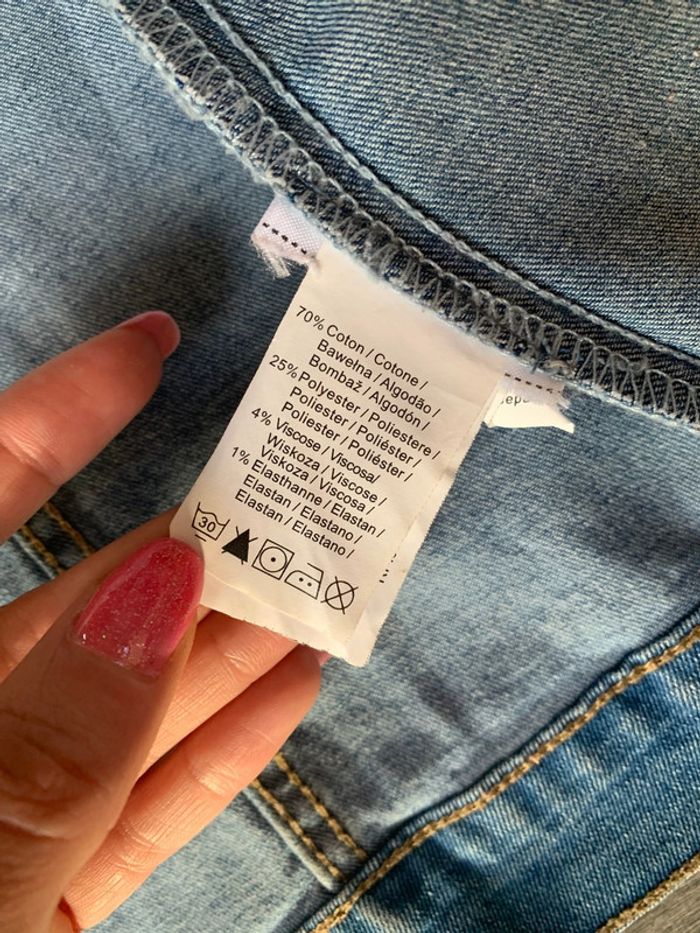 70% Coton / Cotone /
Bawełna / Algodão /
Bombaž / Algodón /
25% Polyester / Poliestere /
Poliester / Poliéster /
Poliester / Poliéster /
4% Viscose / Viscosa/
Wiskoza / Viscose /
Viskoza / Viscosa /
1% Elasthanne / Elastan /
Elastan / Elastano /
Elastan / Elastano /
30